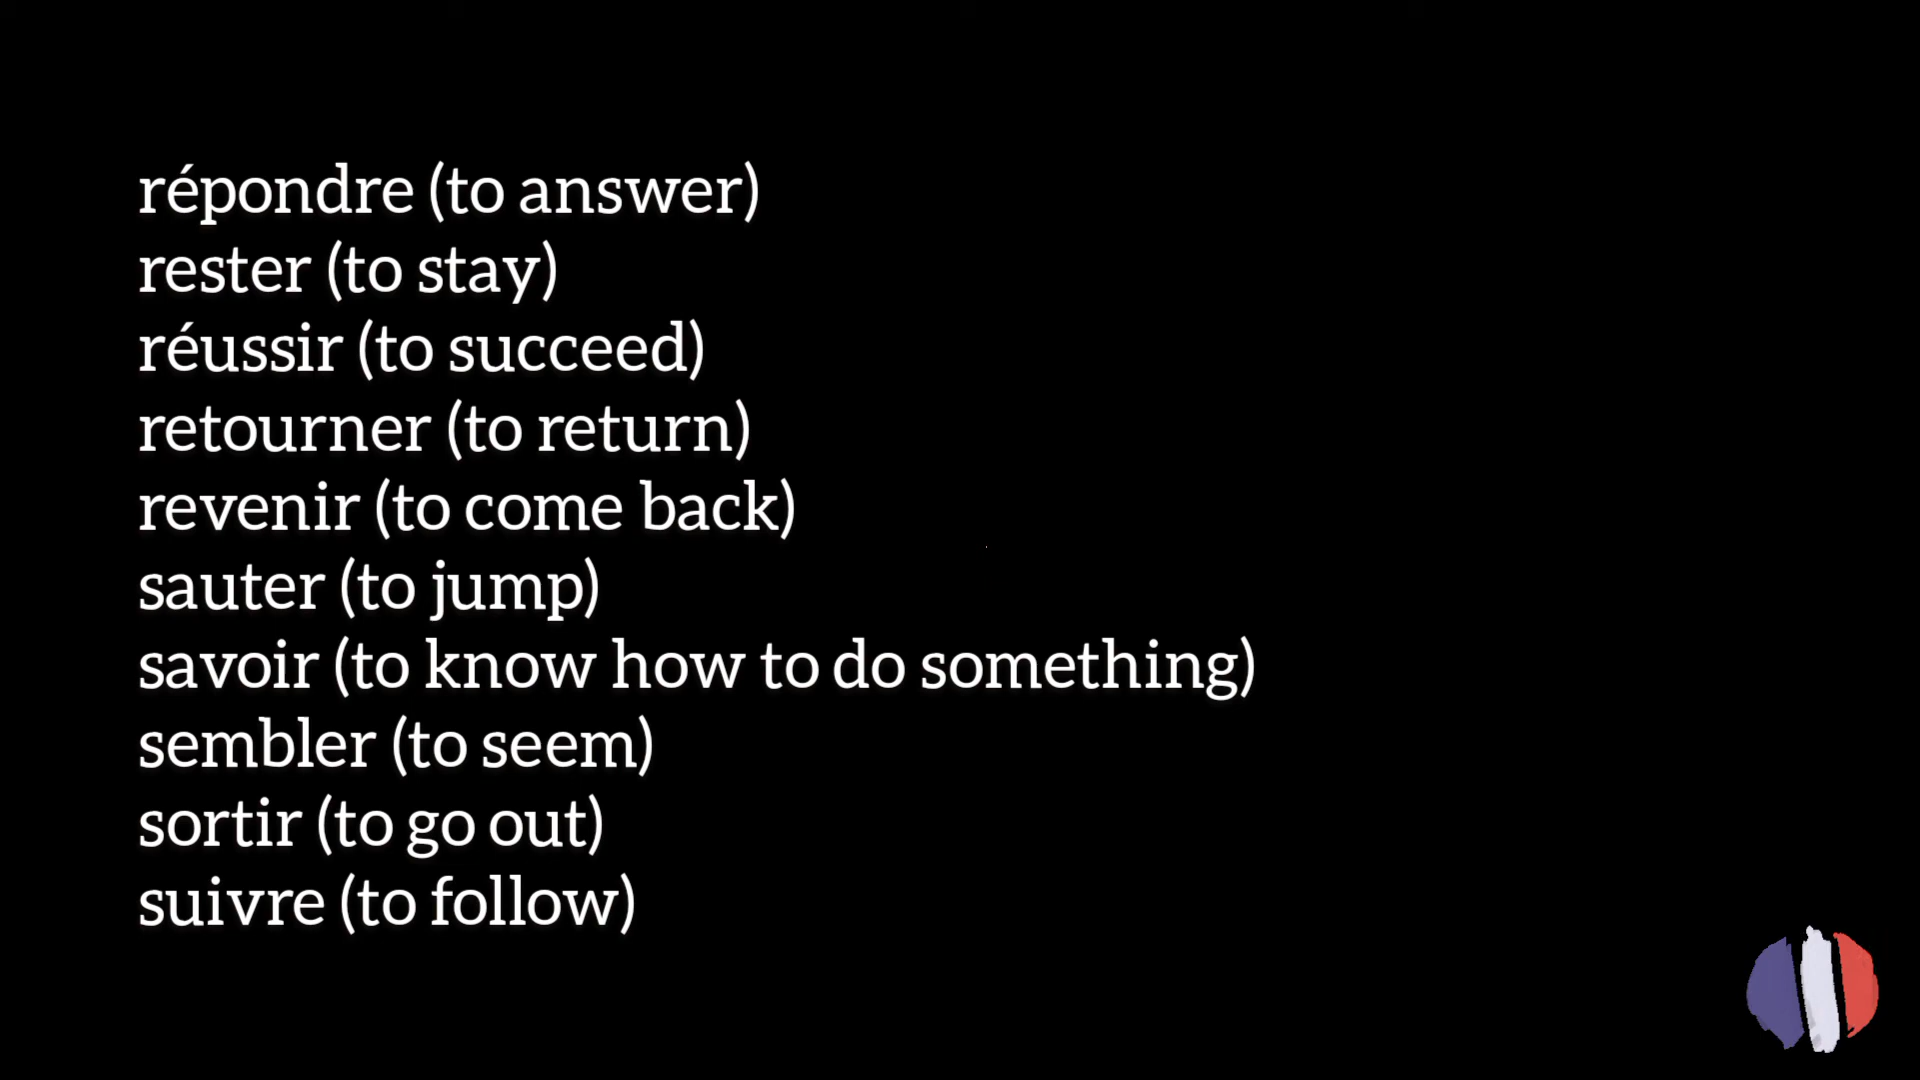 répondre (to answer)
rester (to stay)
réussir (to succeed)
retourner (to return)
revenir (to come back)
sauter (to jump)
savoir (to know how to do something)
sembler (to seem)
sortir (to go out)
suivre (to follow)